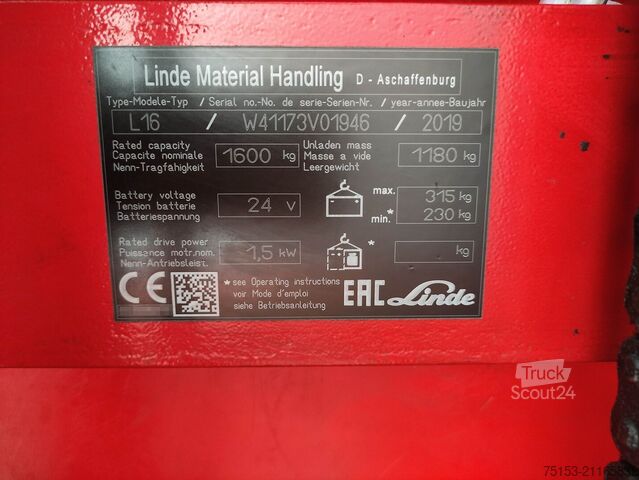 Linde Material Handling D - Aschaffenburg
Type-Modele-Typ / Serial no.-No. de serie-Serien-Nr. / year-annee-Baujahr
L16 / W41173V01946 / 2019
Rated capacity
Capacite nominale
Nenn-Tragfähigkeit
1600 kg
Unladen mass
Masse a vide
Leergewicht
1180 kg
Battery voltage
Tension batterie
Batteriespannung
24 V
max. 315 kg
min.* 230 kg
Rated drive power
Puissance motr.nom.
Nenn-Antriebsleist.
1,5 kW
* kg
CE
*see Operating instructions
voir Mode d'emploi
siehe Betriebsanleitung
EAC Linde
Truck
Scout24